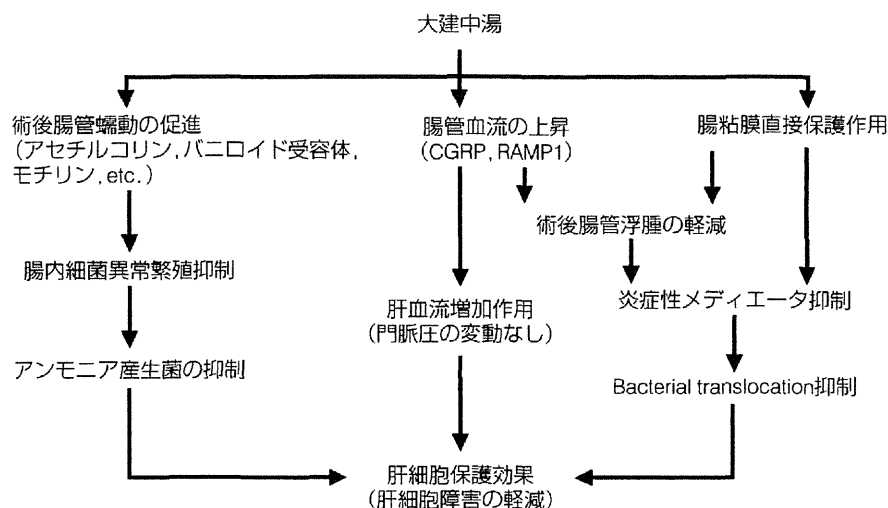 大建中湯
術後腸管蠕動の促進
(アセチルコリン,バニロイド受容体,
モチリン,etc.)
腸管血流の上昇
(CGRP, RAMP1)
腸粘膜直接保護作用
術後腸管浮腫の軽減
腸内細菌異常繁殖抑制
肝血流増加作用
(門脈圧の変動なし)
炎症性メディエータ抑制
アンモニア産生菌の抑制
Bacterial translocation抑制
肝細胞保護効果
(肝細胞障害の軽減)